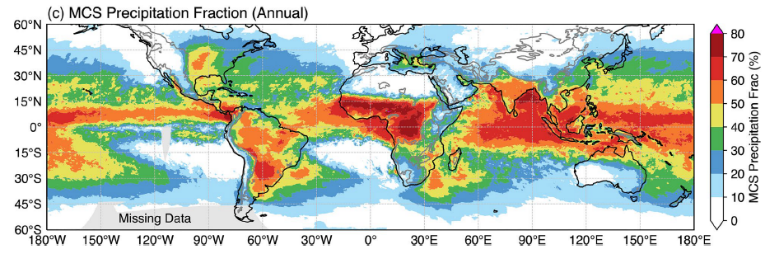 (c) MCS Precipitation Fraction (Annual)
60°N
45°N
30°N
15°N
0°
15°S
30°S
45°S
60°S
Missing Data
180°W 150°W 120°W 90°W 60°W 30°W 0° 30°E 60°E 90°E 120°E 150°E 180°E
80
70
60
50
40
30
20
10
0
MCS Precipitation Frac (%)